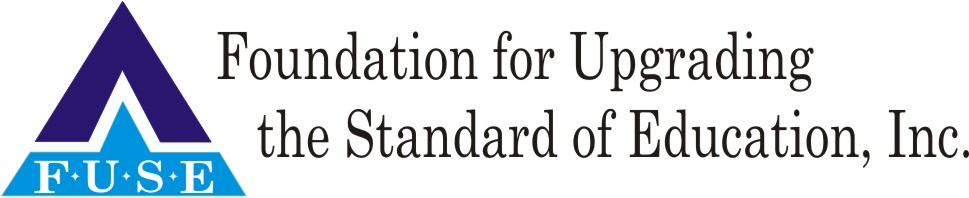 Foundation for Upgrading
the Standard of Education, Inc.
F·U·S·E